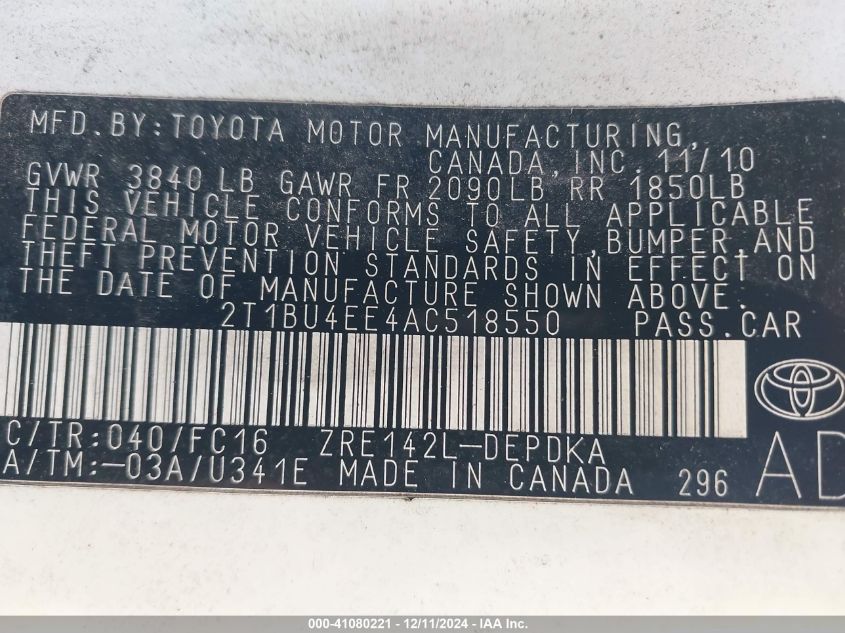 MFD.BY:TOYOTA MOTOR MANUFACTURING,
CANADA,INC. 11/10
GVWR 3840 LB GAWR FR 2090LB RR 1850LB
THIS VEHICLE CONFORMS TO ALL APPLICABLE
FEDERAL MOTOR VEHICLE SAFETY,BUMPER,AND
THEFT PREVENTION STANDARDS IN EFFECT ON
THE DATE OF MANUFACTURE SHOWN ABOVE.
2T1BU4EE4AC518550 PASS.CAR
C/TR:040/FC16 ZRE142L-DEPDKA
A/TM:-03A/U341E MADE IN CANADA 296 AD
000-41080221 - 12/11/2024 - IAA Inc.